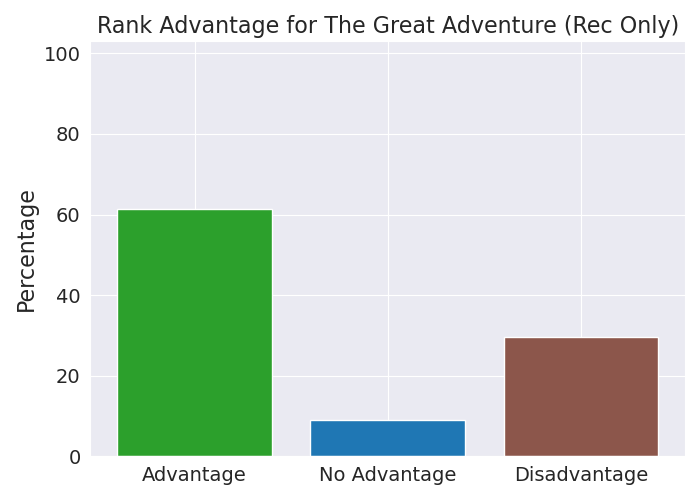 Rank Advantage for The Great Adventure (Rec Only)
100
80
60
40
20
0
Percentage
Advantage
No Advantage
Disadvantage